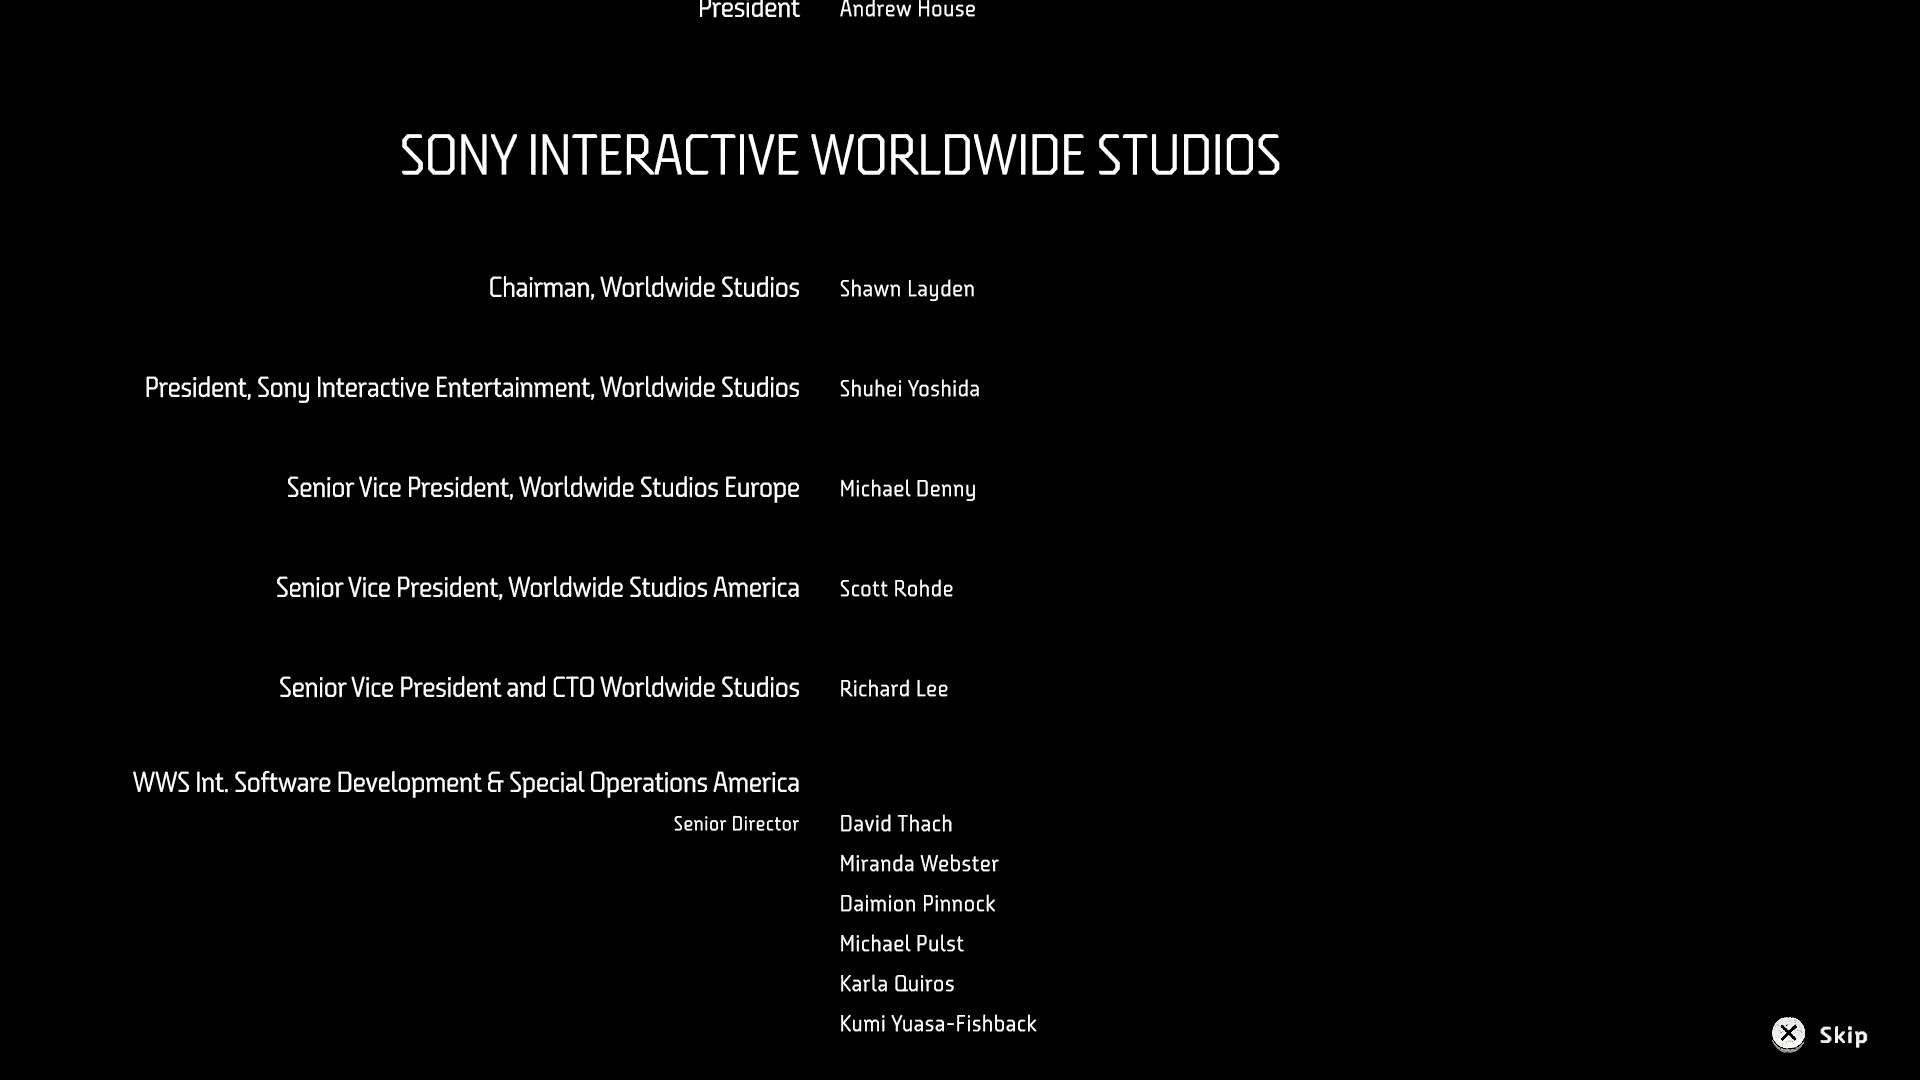 President Andrew House
SONY INTERACTIVE WORLDWIDE STUDIOS
Chairman, Worldwide Studios Shawn Layden
President, Sony Interactive Entertainment, Worldwide Studios Shuhei Yoshida
Senior Vice President, Worldwide Studios Europe Michael Denny
Senior Vice President, Worldwide Studios America Scott Rohde
Senior Vice President and CTO Worldwide Studios Richard Lee
WWS Int. Software Development & Special Operations America
Senior Director David Thach
Miranda Webster
Daimion Pinnock
Michael Pulst
Karla Quiros
Kumi Yuasa-Fishback
Skip